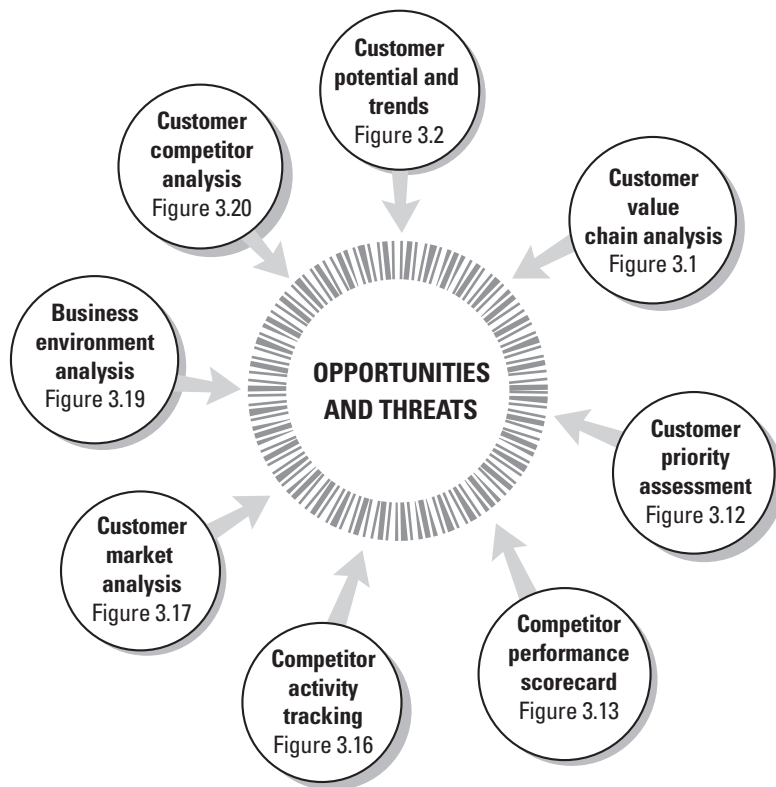 Customer
potential and
trends
Figure 3.2
Customer
value
chain analysis
Figure 3.1
Customer
priority
assessment
Figure 3.12
Competitor
performance
scorecard
Figure 3.13
Competitor
activity
tracking
Figure 3.16
Customer
market
analysis
Figure 3.17
Business
environment
analysis
Figure 3.19
Customer
competitor
analysis
Figure 3.20
OPPORTUNITIES
AND THREATS